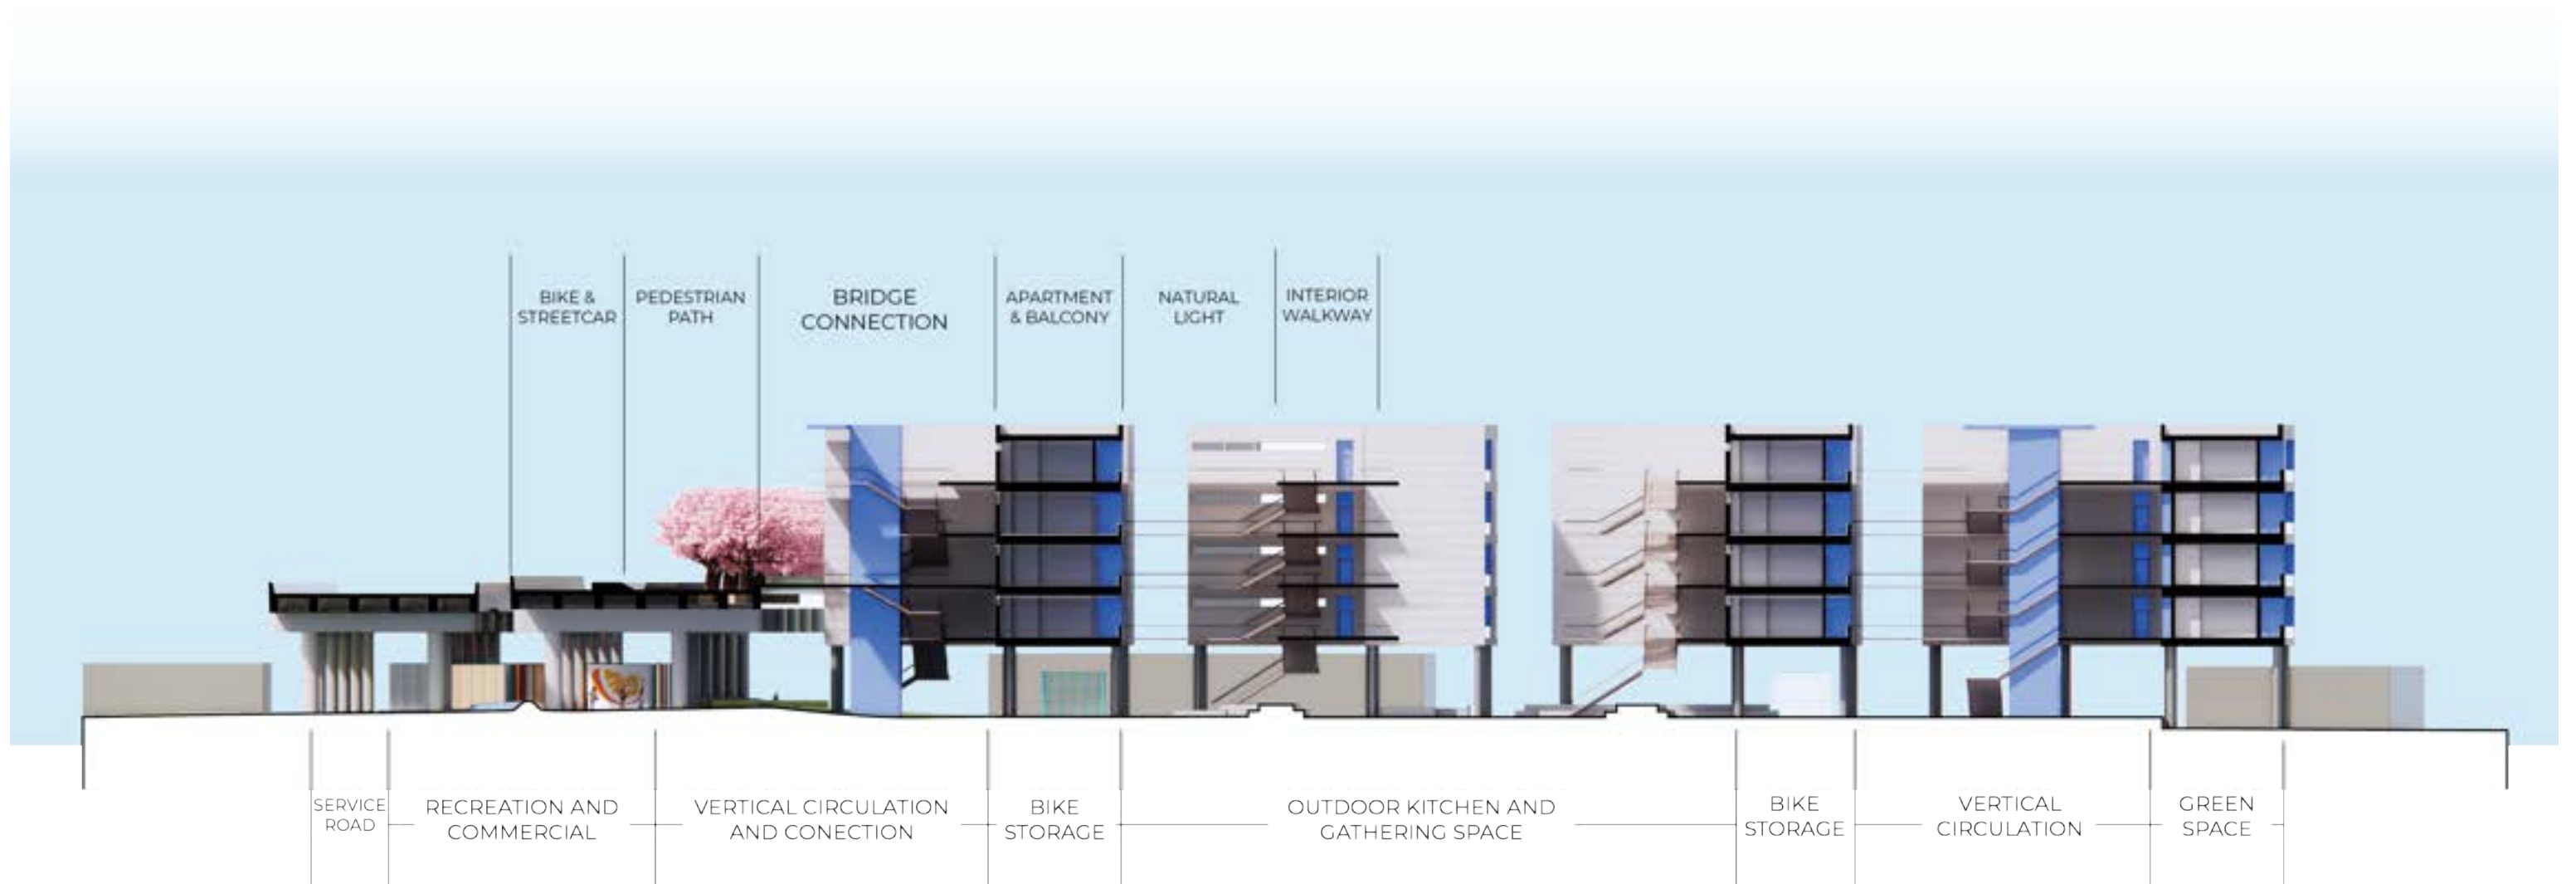 BIKE &
STREETCAR
PEDESTRIAN
PATH
BRIDGE
CONNECTION
APARTMENT
& BALCONY
NATURAL
LIGHT
INTERIOR
WALKWAY
SERVICE
ROAD
RECREATION AND
COMMERCIAL
VERTICAL CIRCULATION
AND CONECTION
BIKE
STORAGE
OUTDOOR KITCHEN AND
GATHERING SPACE
BIKE
STORAGE
VERTICAL
CIRCULATION
GREEN
SPACE